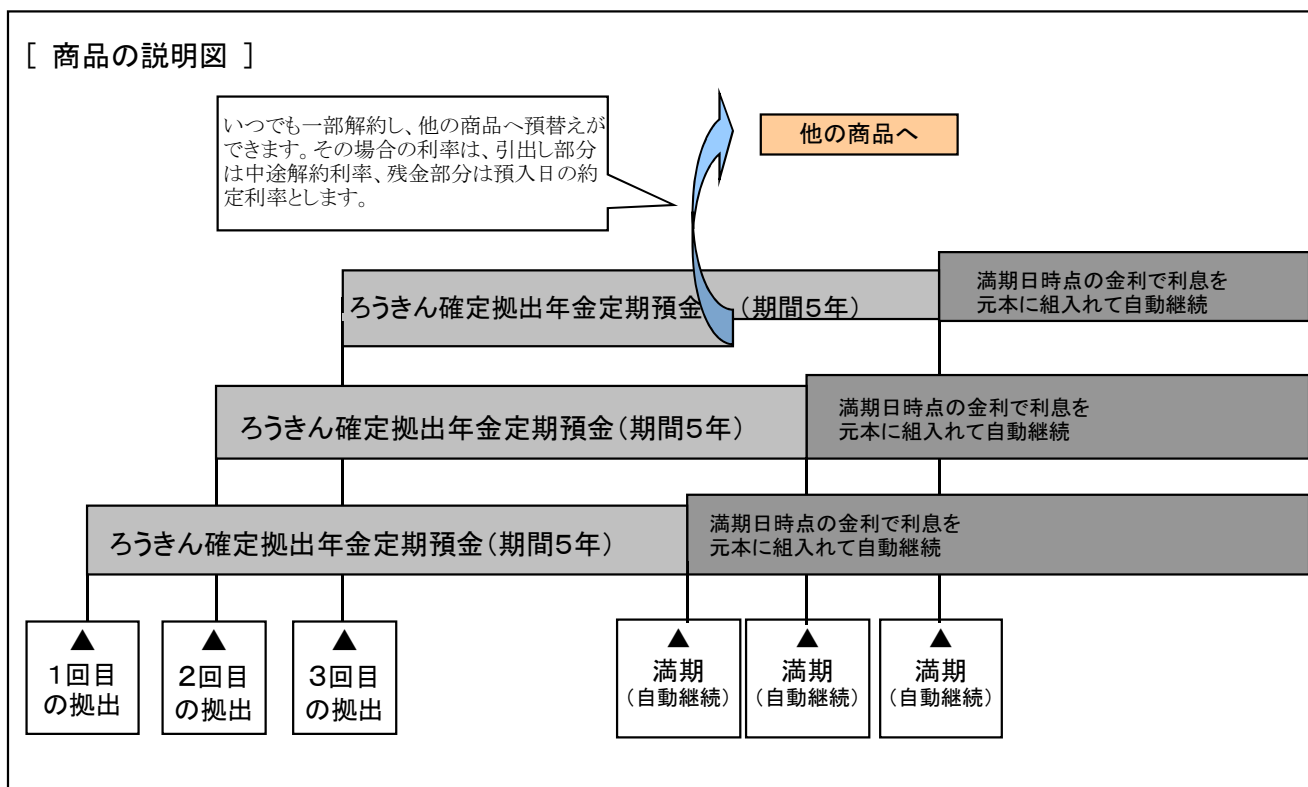 [ 商品の説明図 ]
いつでも一部解約し、他の商品へ預替えが
できます。その場合の利率は、引出し部分
は中途解約利率、残金部分は預入日の約
定利率とします。
他の商品へ
ろうきん確定拠出年金定期預金 （期間5年）
満期日時点の金利で利息を
元本に組入れて自動継続
ろうきん確定拠出年金定期預金（期間5年）
満期日時点の金利で利息を
元本に組入れて自動継続
ろうきん確定拠出年金定期預金（期間5年）
満期日時点の金利で利息を
元本に組入れて自動継続
▲
1回目
の拠出
▲
2回目
の拠出
▲
3回目
の拠出
▲
満期
（自動継続）
▲
満期
（自動継続）
▲
満期
（自動継続）